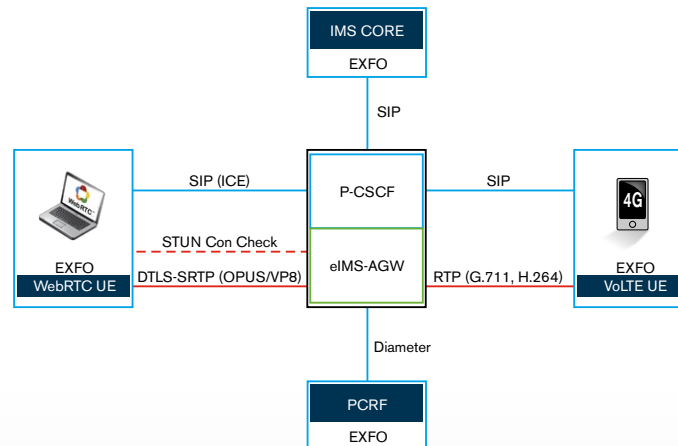 IMS CORE
EXFO
SIP
SIP (ICE)
P-CSCF
SIP
WebRTC
4G
STUN Con Check
EXFO
WebRTC UE
DTLS-SRTP (OPUS/VP8)
eIMS-AGW
RTP (G.711, H.264)
EXFO
VoLTE UE
Diameter
PCRF
EXFO